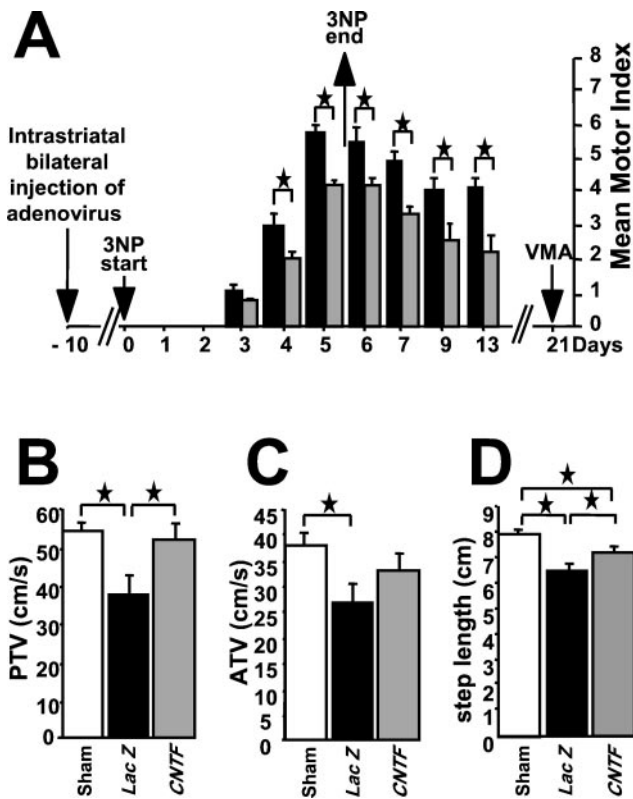 A
3NP
end
Intrastriatal
bilateral
injection of
adenovirus
3NP
start
VMA
8
7
6
5
4
3
2
1
0
Mean Motor Index
- 10 0 1 2 3 4 5 6 7 9 13 21 Days
B
60
50
40
30
20
10
0
PTV (cm/s)
Sham
Lac Z
CNTF
C
45
40
35
30
25
20
15
10
5
0
ATV (cm/s)
Sham
Lac Z
CNTF
D
9
8
7
6
5
4
3
2
1
0
step length (cm)
Sham
Lac Z
CNTF